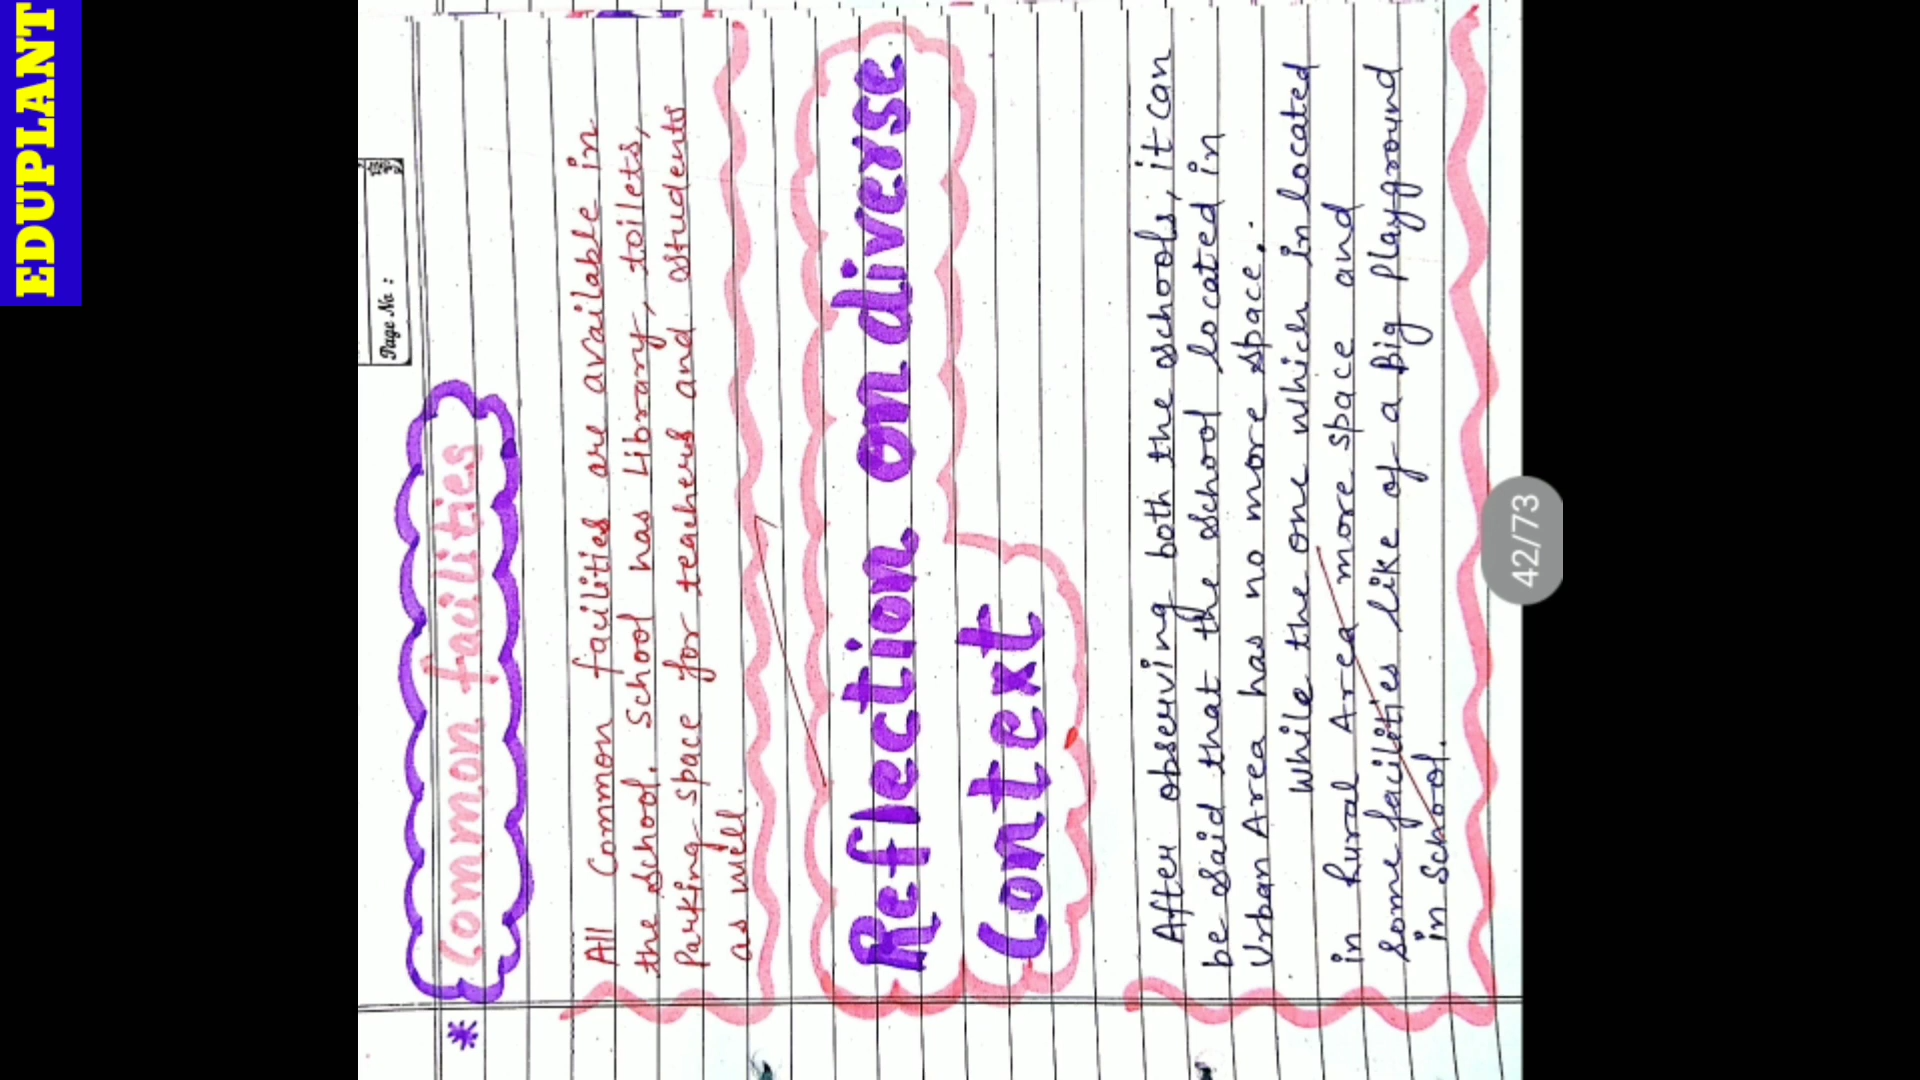 EDUPLANT
Page No :
* Common facilities
All Common facilities are available in
the school. School has library, toilets,
Parking space for teachers and students
as well.
Reflection on diverse
Context
After observing both the schools, it can
be said that the school located in
Urban Area has no more space.
While the one which in located
in Rural Area more space and
Some facilities like of a Big Playground
in School.
42/73